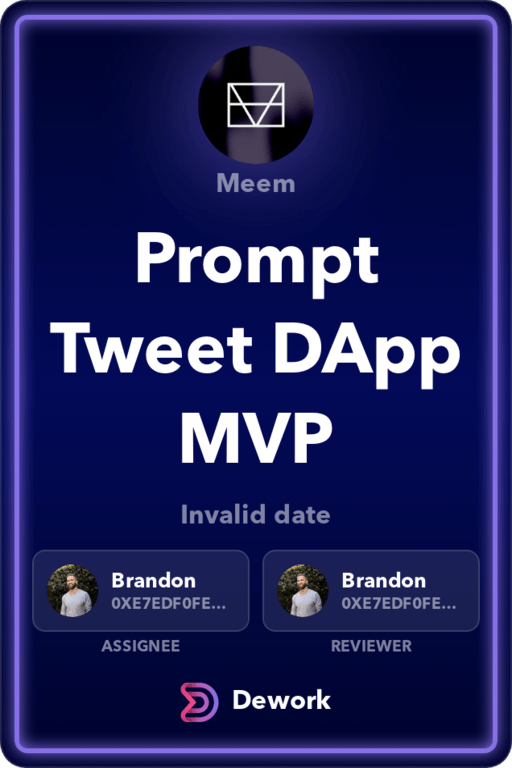 Meem
Prompt
Tweet DApp
MVP
Invalid date
Brandon
0XE7EDF0FE...
Brandon
0XE7EDF0FE...
ASSIGNEE
REVIEWER
Dework